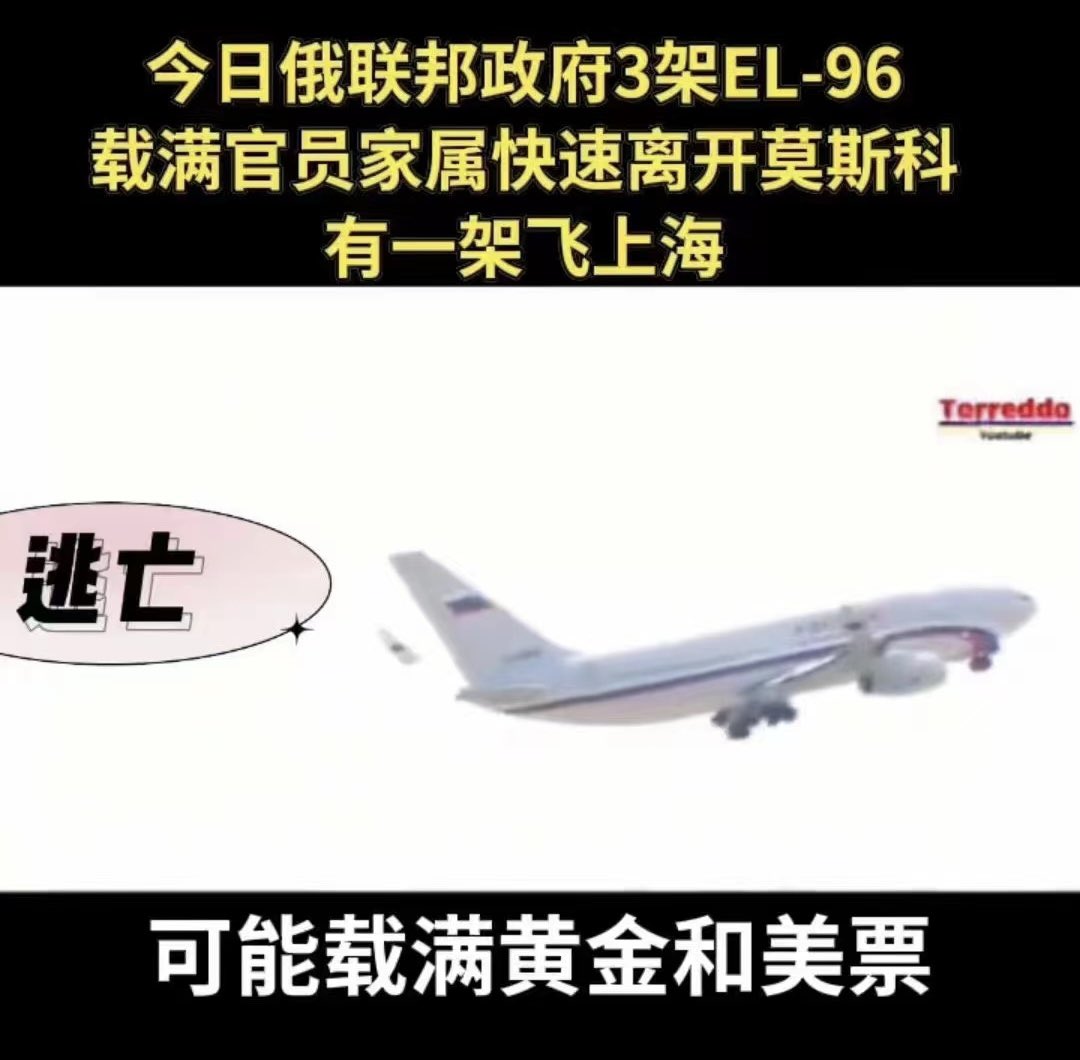 今日俄联邦政府3架EL-96
载满官员家属快速离开莫斯科
有一架飞上海
Torreddo
Youtube
逃亡
可能载满黄金和美票